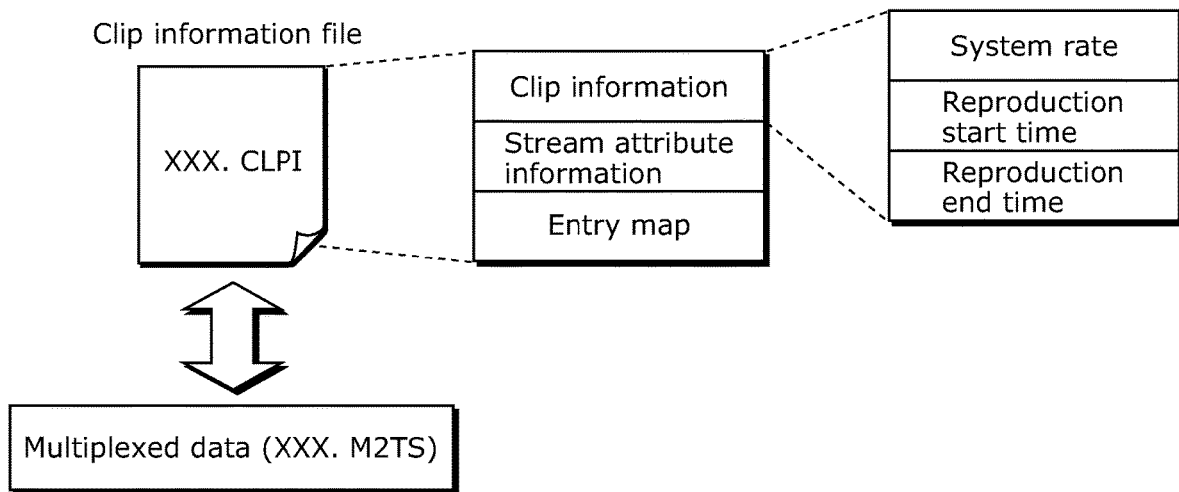 Clip information file
XXX. CLPI
Clip information
Stream attribute
information
Entry map
System rate
Reproduction
start time
Reproduction
end time
Multiplexed data (XXX. M2TS)